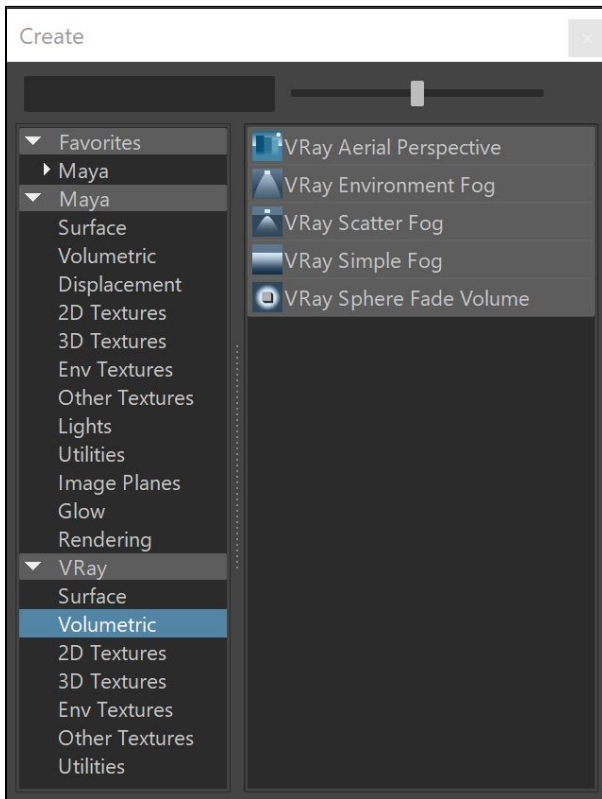 Create
Favorites
Maya
Maya
Surface
Volumetric
Displacement
2D Textures
3D Textures
Env Textures
Other Textures
Lights
Utilities
Image Planes
Glow
Rendering
VRay
Surface
Volumetric
2D Textures
3D Textures
Env Textures
Other Textures
Utilities
VRay Aerial Perspective
VRay Environment Fog
VRay Scatter Fog
VRay Simple Fog
VRay Sphere Fade Volume